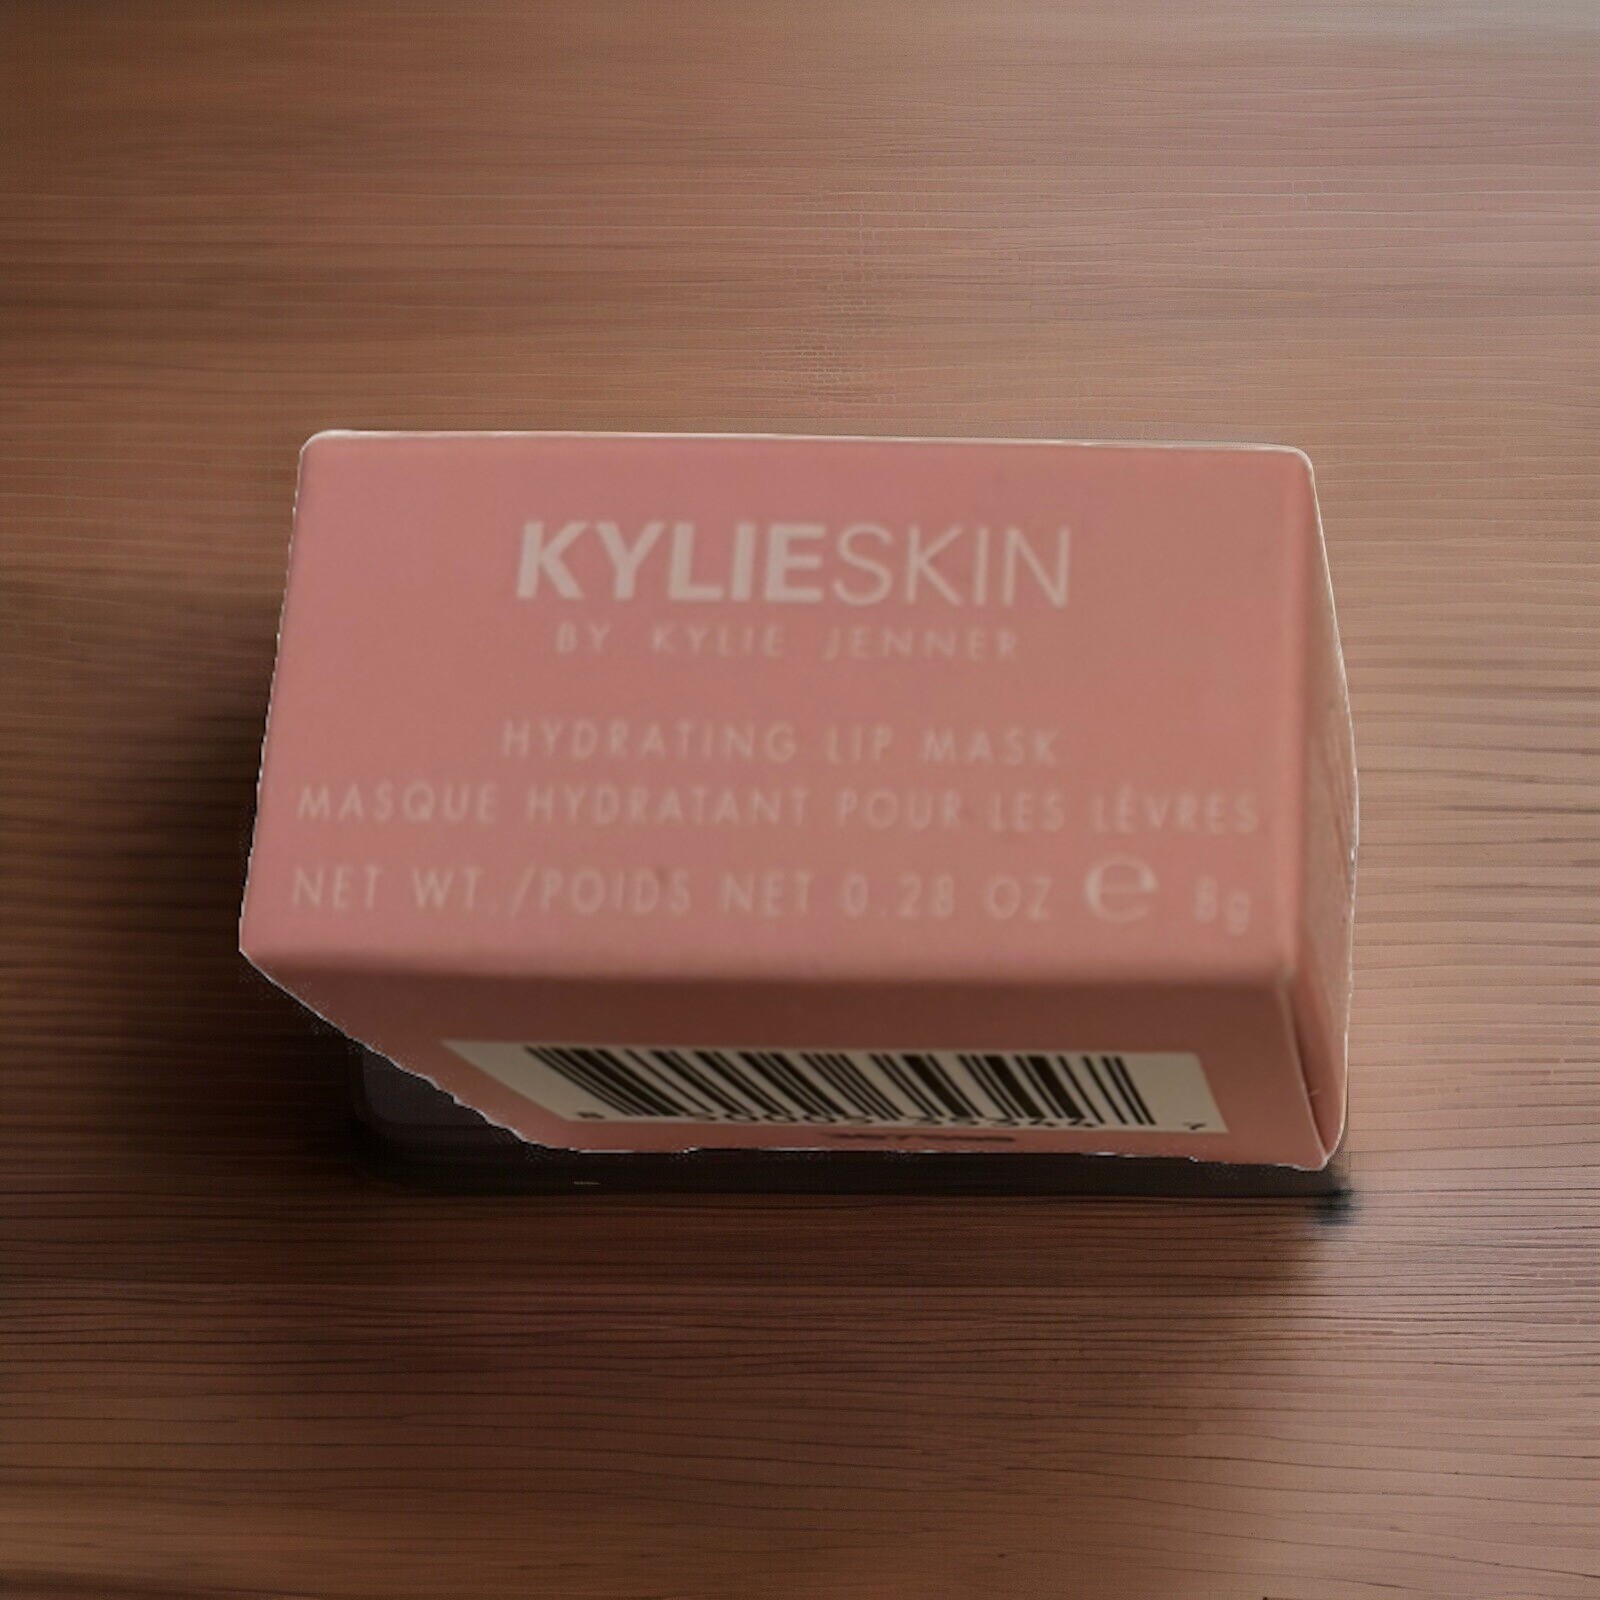 KYLIESKIN
BY KYLIE JENNER
HYDRATING LIP MASK
MASQUE HYDRATANT POUR LES LÈVRES
NET WT./POIDS NET 0.28 OZ ℮ 8g
7